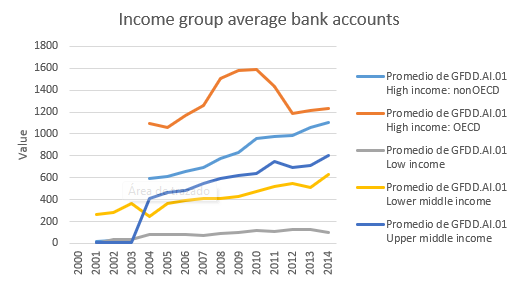 Income group average bank accounts
1800
1600
1400
1200
1000
800
600
400
200
0
Value
2000
2001
2002
2003
2004
2005
2006
2007
2008
2009
2010
2011
2012
2013
2014
Área de trazado
Promedio de GFDD.AI.01
High income: nonOECD
Promedio de GFDD.AI.01
High income: OECD
Promedio de GFDD.AI.01
Low income
Promedio de GFDD.AI.01
Lower middle income
Promedio de GFDD.AI.01
Upper middle income